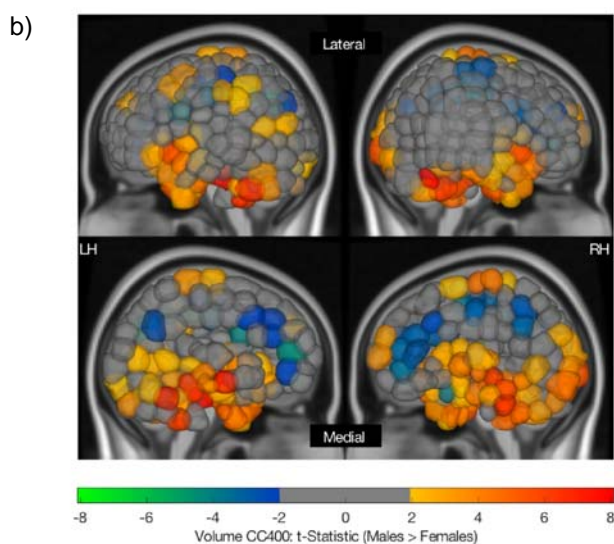 b)
Lateral
LH
RH
Medial
-8 -6 -4 -2 0 2 4 6 8
Volume CC400: t-Statistic (Males > Females)